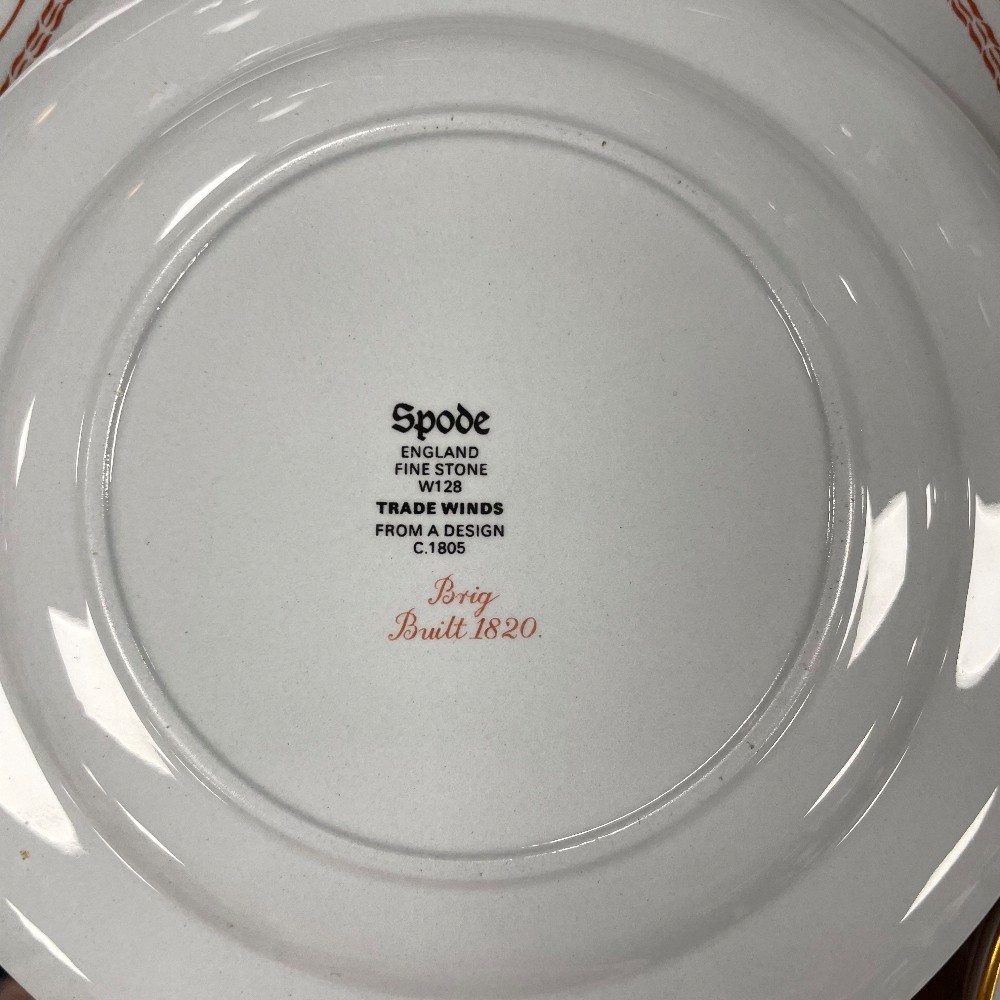 Spode
ENGLAND
FINE STONE
W128
TRADE WINDS
FROM A DESIGN
C.1805
Brig
Built 1820.